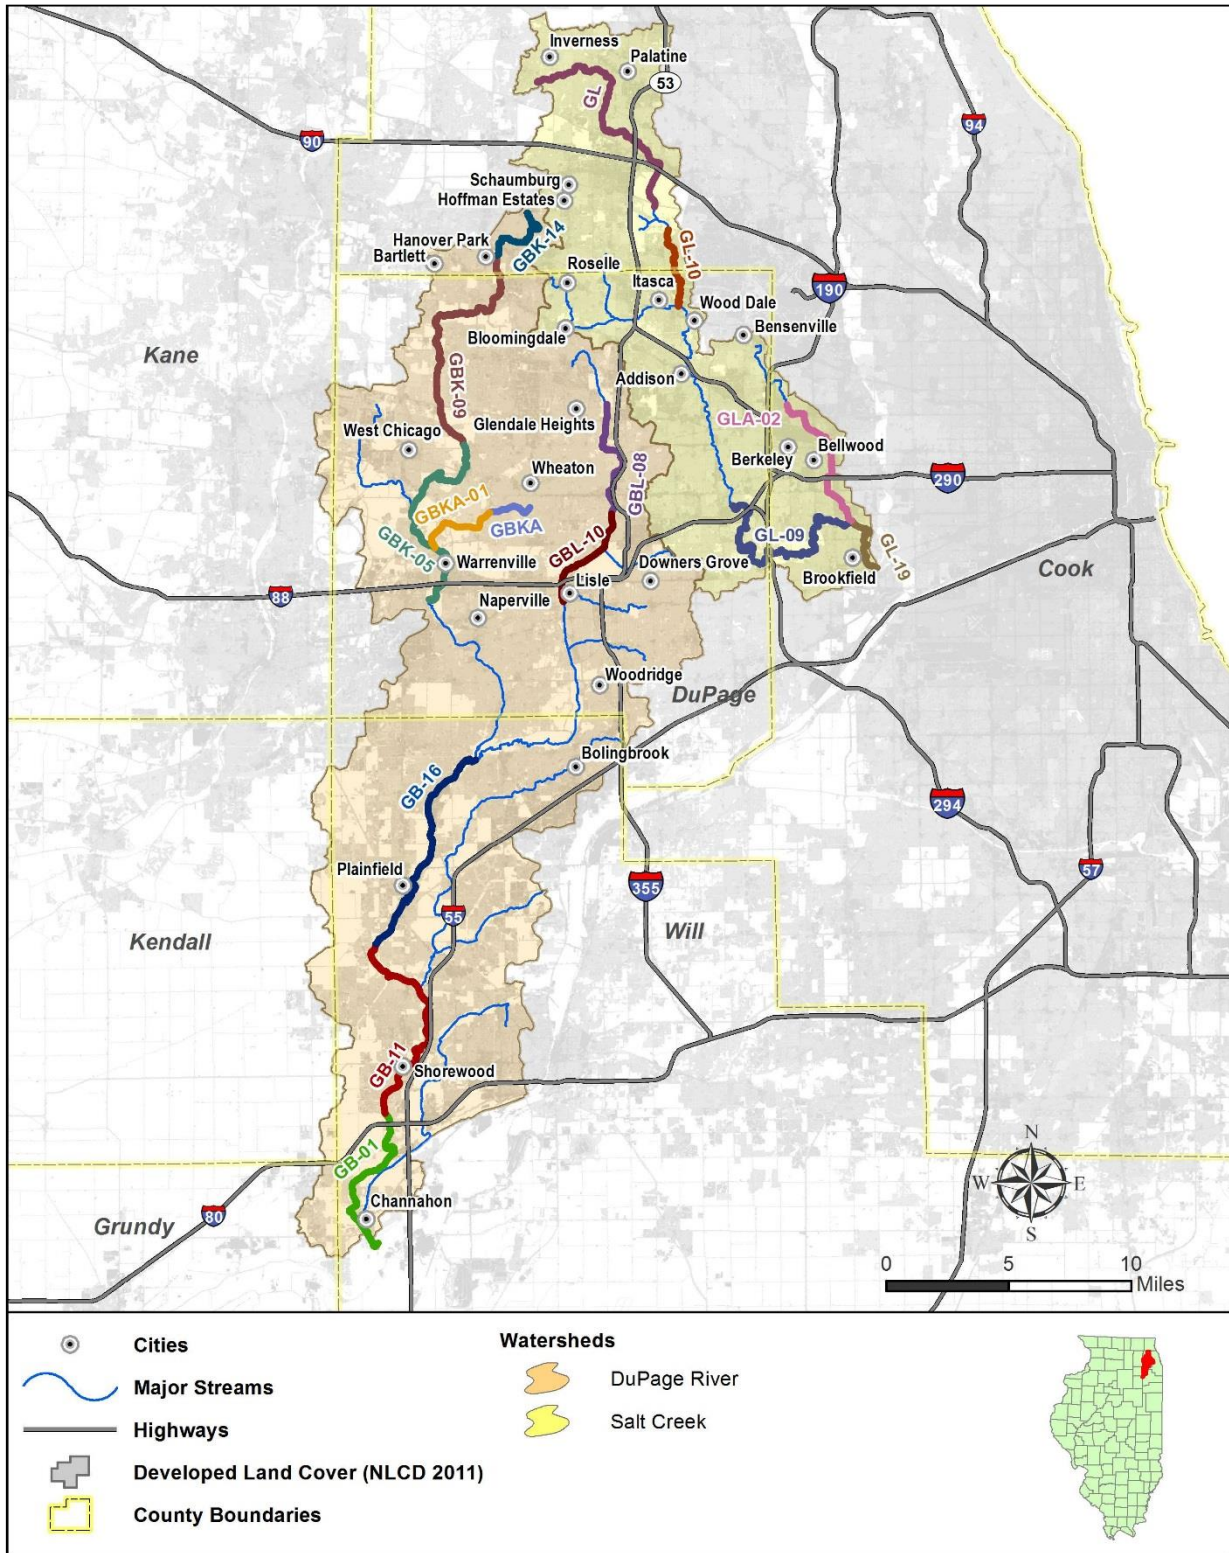 Inverness
Palatine
GL
53
94
90
Schaumburg
Hoffman Estates
GBK-14
Hanover Park
Bartlett
GL-10
Roselle
Itasca
190
Wood Dale
Bensenville
Bloomingdale
Kane
Addison
GBK-09
Glendale Heights
GLA-02
West Chicago
Bellwood
Berkeley
Wheaton
290
GBL-08
GBKA-01
GBKA
GL-09
GBK-05
GBL-10
Warrenville
Downers Grove
GL-19
Brookfield
Cook
88
Lisle
Naperville
Woodridge
DuPage
Bolingbrook
GB-16
294
57
Plainfield
355
55
Kendall
Will
GB-11
Shorewood
GB-01
N
W
E
S
Channahon
80
Grundy
0
5
10
Miles
Cities
Major Streams
Highways
Developed Land Cover (NLCD 2011)
County Boundaries
Watersheds
DuPage River
Salt Creek